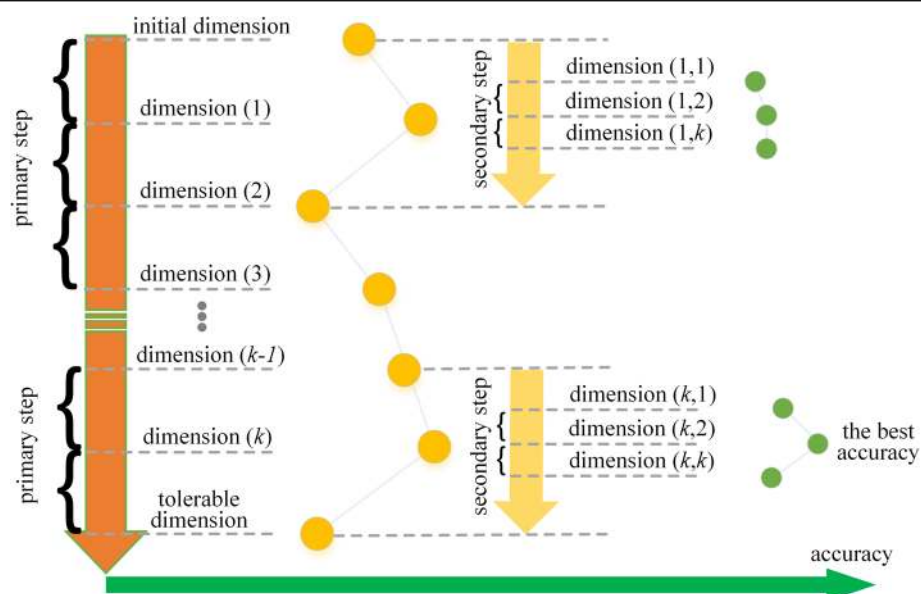 initial dimension
dimension (1)
dimension (2)
dimension (3)
dimension (k-1)
dimension (k)
tolerable
dimension
primary step
primary step
secondary step
dimension (1,1)
dimension (1,2)
dimension (1,k)
secondary step
dimension (k,1)
dimension (k,2)
dimension (k,k)
the best
accuracy
accuracy